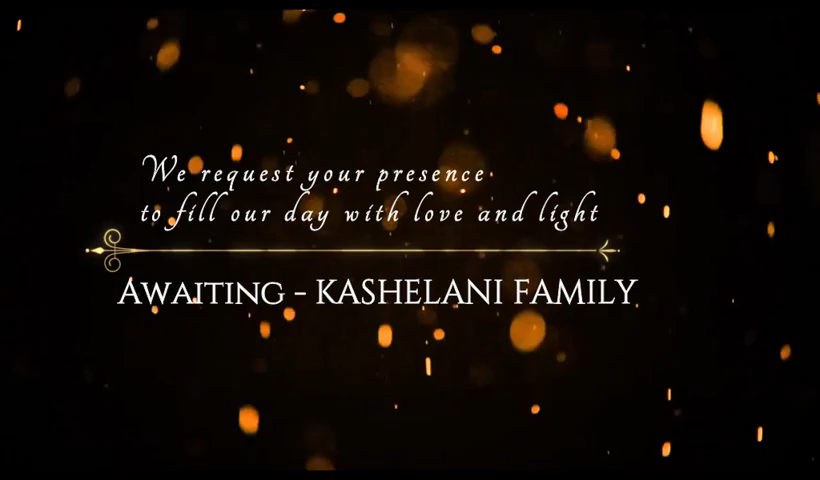 We request your presence
to fill our day with love and light
AWAITING - KASHELANI FAMILY